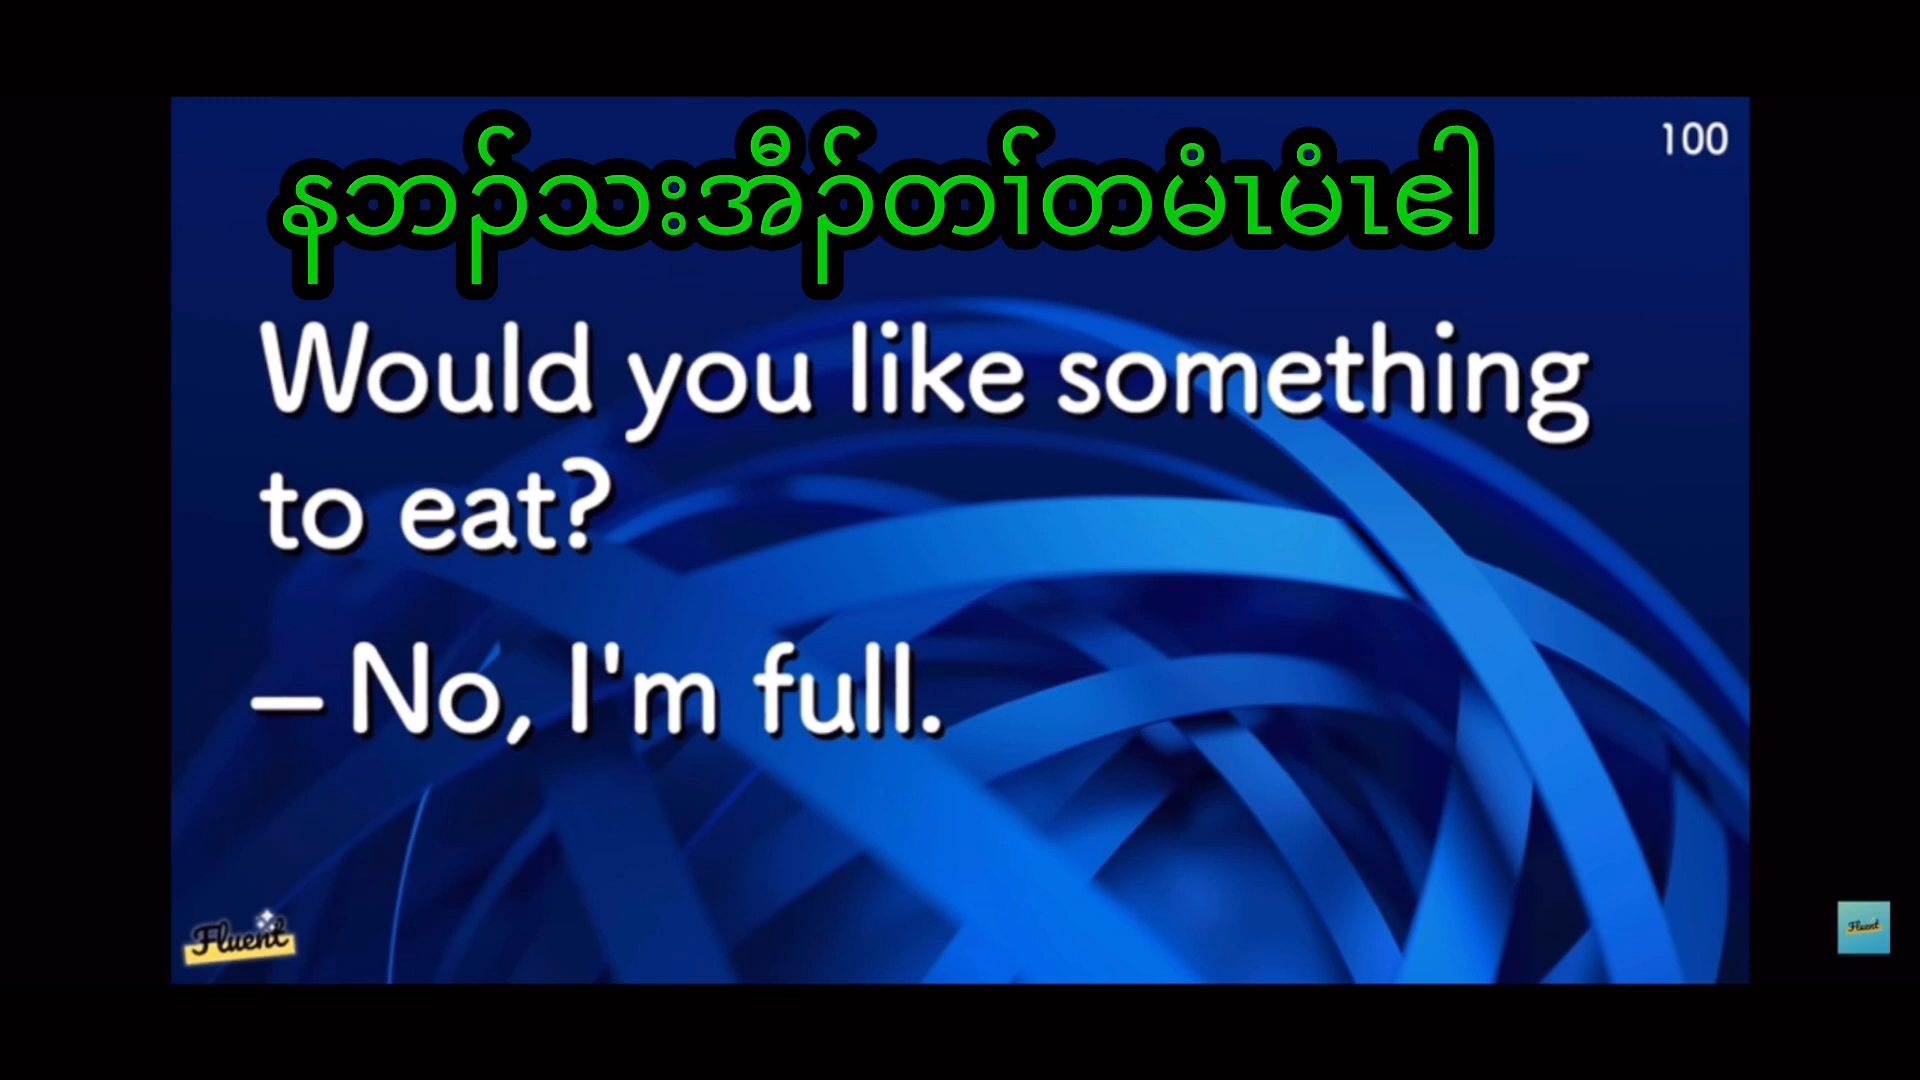 နဘၣ်သးအီၣ်တၢ်တမံၤမံၤဧါ
100
Would you like something
to eat?
– No, I'm full.
Fluent
Fluent